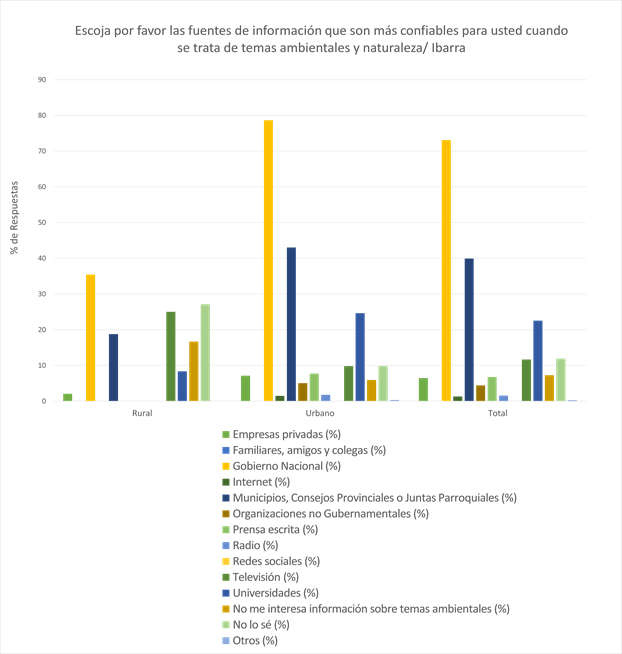 Escoja por favor las fuentes de información que son más confiables para usted cuando
se trata de temas ambientales y naturaleza/ Ibarra
90
80
70
60
50
40
30
20
10
0
% de Respuestas
Rural
Urbano
Total
Empresas privadas (%)
Familiares, amigos y colegas (%)
Gobierno Nacional (%)
Internet (%)
Municipios, Consejos Provinciales o Juntas Parroquiales (%)
Organizaciones no Gubernamentales (%)
Prensa escrita (%)
Radio (%)
Redes sociales (%)
Televisión (%)
Universidades (%)
No me interesa información sobre temas ambientales (%)
No lo sé (%)
Otros (%)